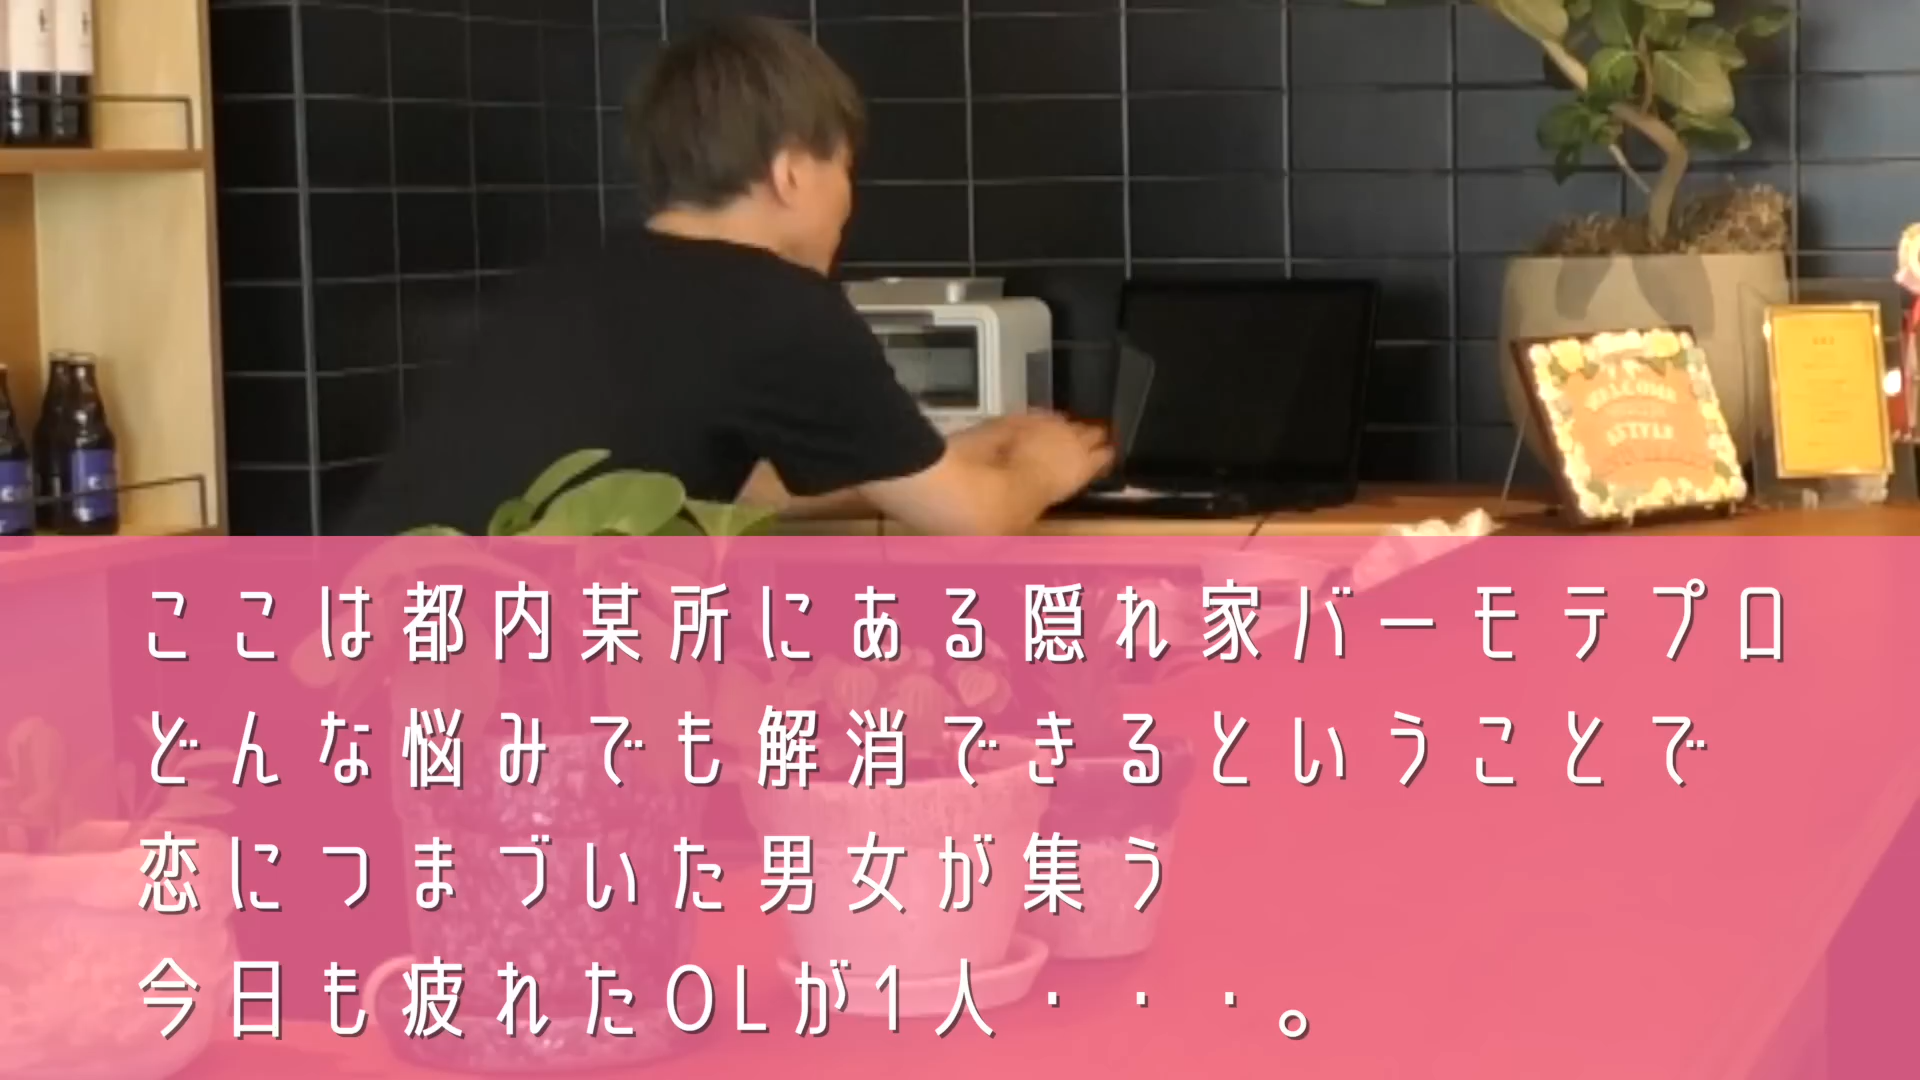 ここは都内某所にある隠れ家バーモテプロ
どんな悩みでも解消できるということで
恋につまづいた男女が集う
今日も疲れたOLが1人・・・。
WELCOME